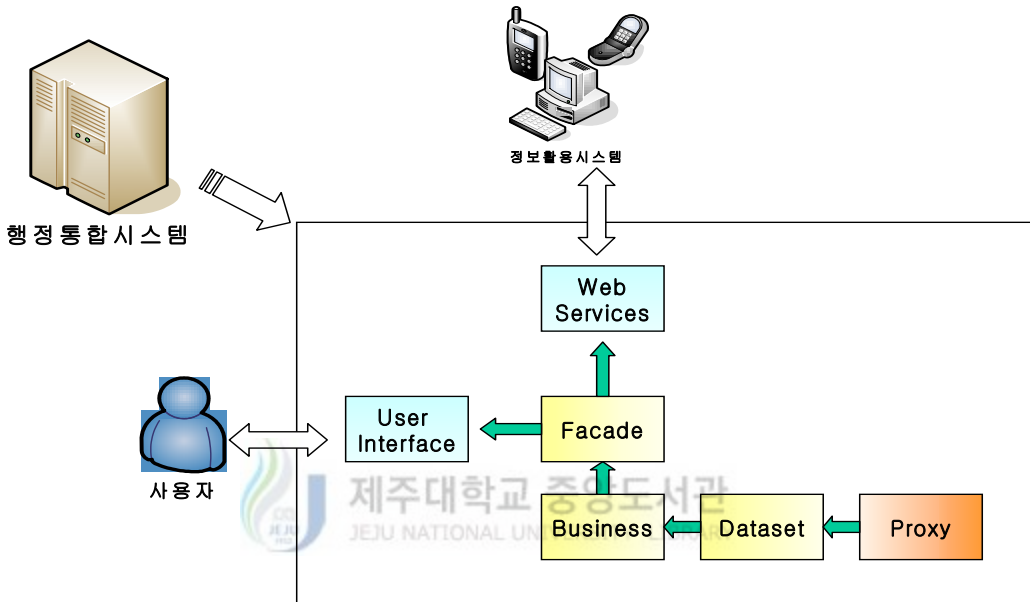 정보활용시스템
행정통합시스템
Web
Services
User
Interface
Facade
사용자
제주대학교 중앙도서관
JEJU NATIONAL UNIVERSITY LIBRARY
JEJU
1952
Business
Dataset
Proxy